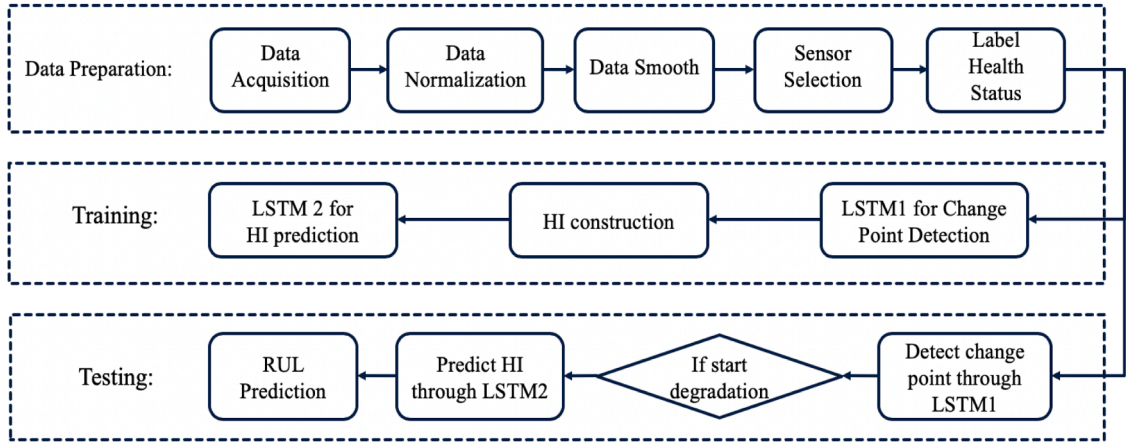 Data Preparation:
Data
Acquisition
Data
Normalization
Data Smooth
Sensor
Selection
Label
Health
Status
Training:
LSTM 2 for
HI prediction
HI construction
LSTM1 for Change
Point Detection
Testing:
RUL
Prediction
Predict HI
through LSTM2
If start
degradation
Detect change
point through
LSTM1